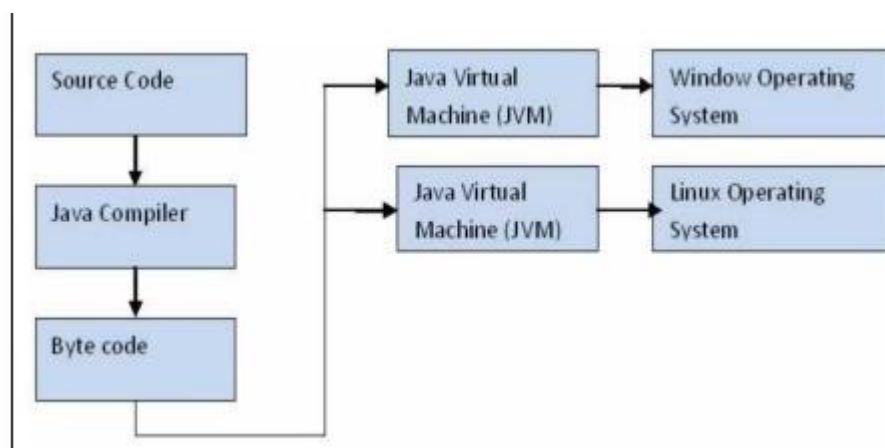 Source Code
Java Compiler
Byte code
Java Virtual
Machine (JVM)
Window Operating
System
Java Virtual
Machine (JVM)
Linux Operating
System